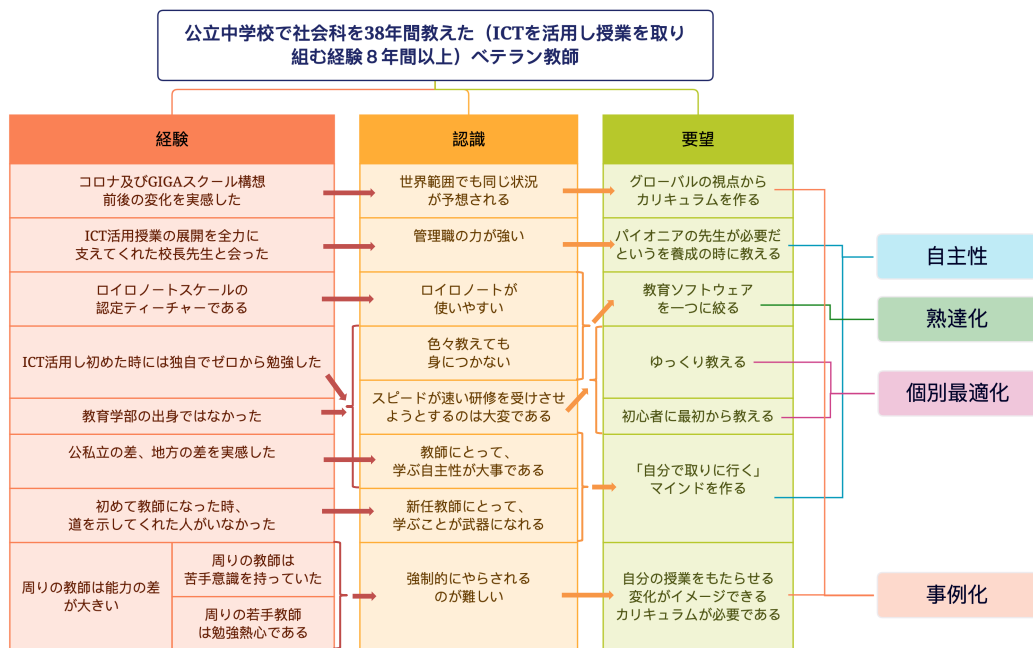 公立中学校で社会科を38年間教えた（ICTを活用し授業を取り
組む経験８年間以上）ベテラン教師
経験
認識
要望
コロナ及びGIGAスクール構想
前後の変化を実感した
世界範囲でも同じ状況
が予想される
グローバルの視点から
カリキュラムを作る
ICT活用授業の展開を全力に
支えてくれた校長先生と会った
管理職の力が強い
パイオニアの先生が必要だ
というを養成の時に教える
自主性
ロイロノートスケールの
認定ティーチャーである
ロイロノートが
使いやすい
教育ソフトウェア
を一つに絞る
熟達化
ICT活用し初めた時には独自でゼロから勉強した
色々教えても
身につかない
ゆっくり教える
個別最適化
教育学部の出身ではなかった
スピードが速い研修を受けさせ
ようとするのは大変である
初心者に最初から教える
公私立の差、地方の差を実感した
教師にとって、
学ぶ自主性が大事である
「自分で取りに行く」
マインドを作る
初めて教師になった時、
道を示してくれた人がいなかった
新任教師にとって、
学ぶことが武器になれる
周りの教師は能力の差
が大きい
周りの教師は
苦手意識を持っていた
周りの若手教師
は勉強熱心である
強制的にやらされる
のが難しい
自分の授業をもたらせる
変化がイメージできる
カリキュラムが必要である
事例化